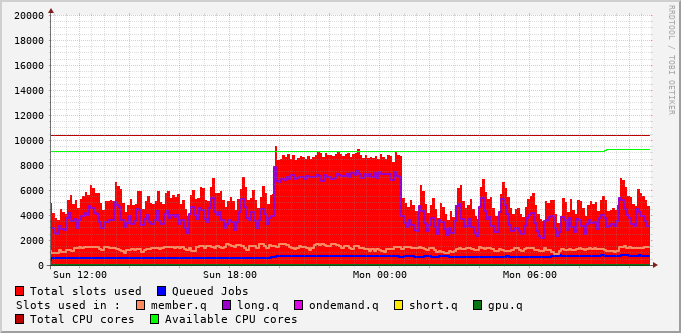 20000
18000
16000
14000
12000
10000
8000
6000
4000
2000
0
Sun 12:00 Sun 18:00 Mon 00:00 Mon 06:00
RRDTOOL / TOBI OETIKER
Total slots used Queued Jobs
Slots used in : member.q long.q ondemand.q short.q gpu.q
Total CPU cores Available CPU cores